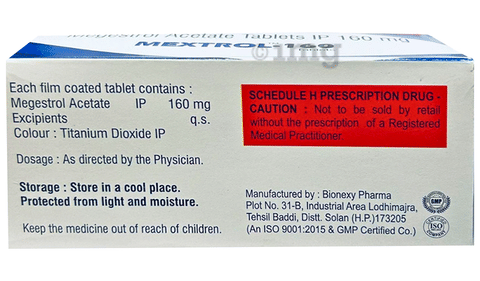 Megestrol Acetate Tablets IP 160 mg
MEXTROL-160
1mg
Each film coated tablet contains :
Megestrol Acetate IP 160 mg
Excipients q.s.
Colour : Titanium Dioxide IP
Dosage : As directed by the Physician.
Storage : Store in a cool place.
Protected from light and moisture.
Keep the medicine out of reach of children.
SCHEDULE H PRESCRIPTION DRUG -
CAUTION : Not to be sold by retail
without the prescription of a Registered
Medical Practitioner
Manufactured by : Bionexy Pharma
Plot No. 31-B, Industrial Area Lodhimajra,
Tehsil Baddi, Distt. Solan (H.P.)173205
(An ISO 9001:2015 & GMP Certified Co.)
GMP
CERTIFIED
ISO
COMPANY